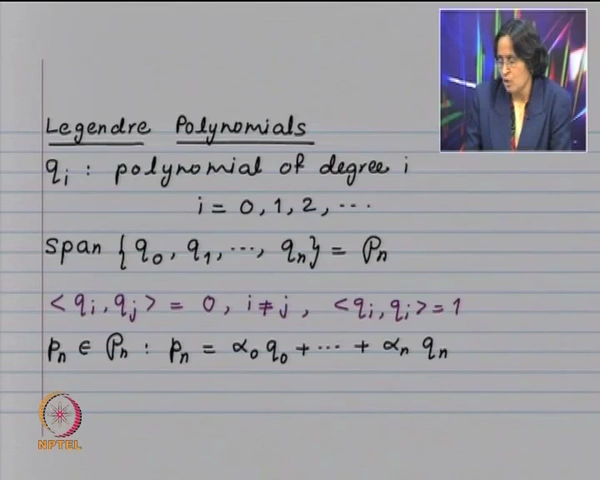 Legendre Polynomials
qᵢ : polynomial of degree i
i = 0, 1, 2, ...
Span {q₀, q₁, ..., qₙ} = 𝒫ₙ
<qᵢ, qⱼ> = 0, i ≠ j, <qᵢ, qᵢ> = 1
pₙ ∈ 𝒫ₙ : pₙ = α₀ q₀ + ... + αₙ qₙ
NPTEL